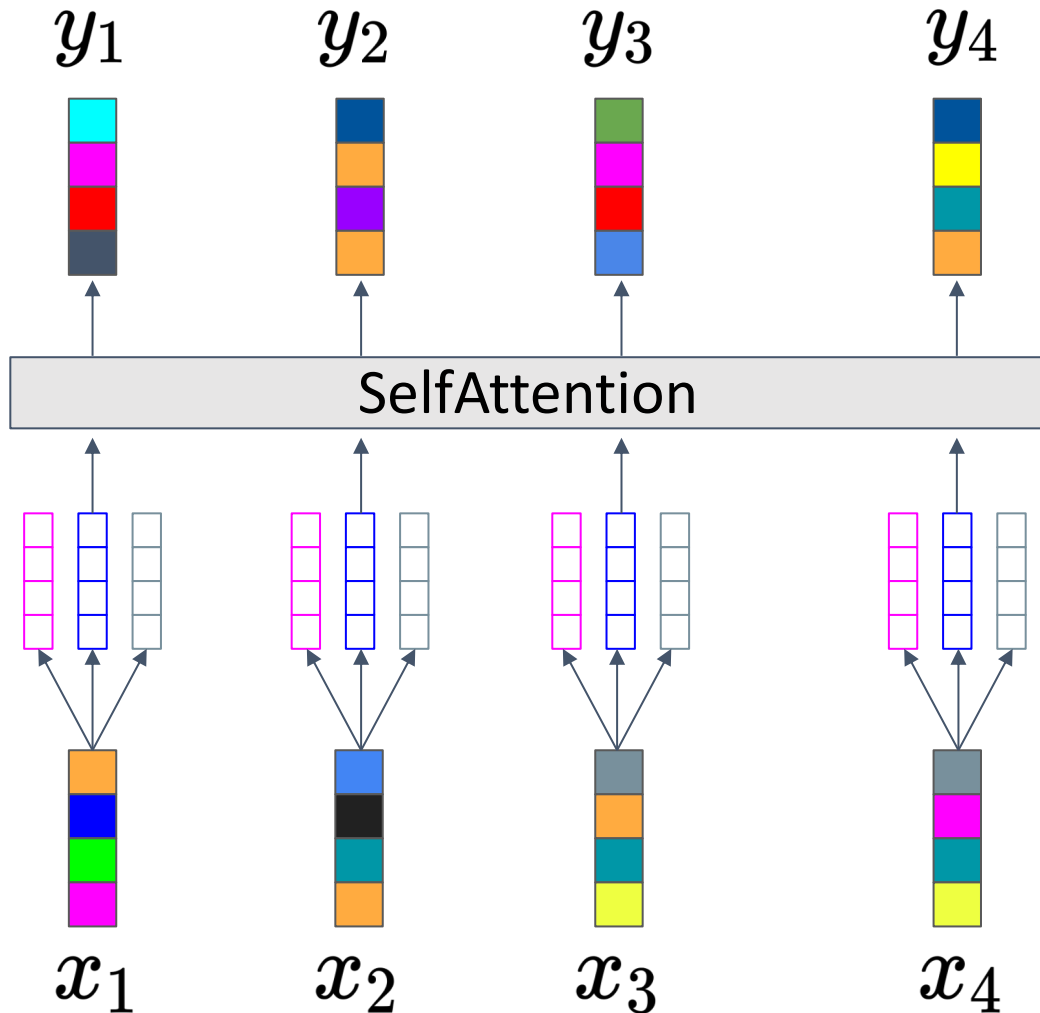 y₁ y₂ y₃ y₄
SelfAttention
x₁ x₂ x₃ x₄